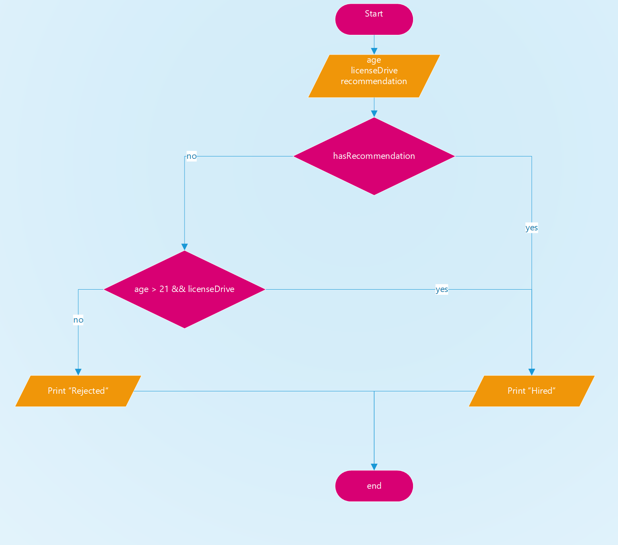 Start
age
licenseDrive
recommendation
hasRecommendation
no
yes
age > 21 && licenseDrive
yes
no
Print "Rejected"
Print "Hired"
end